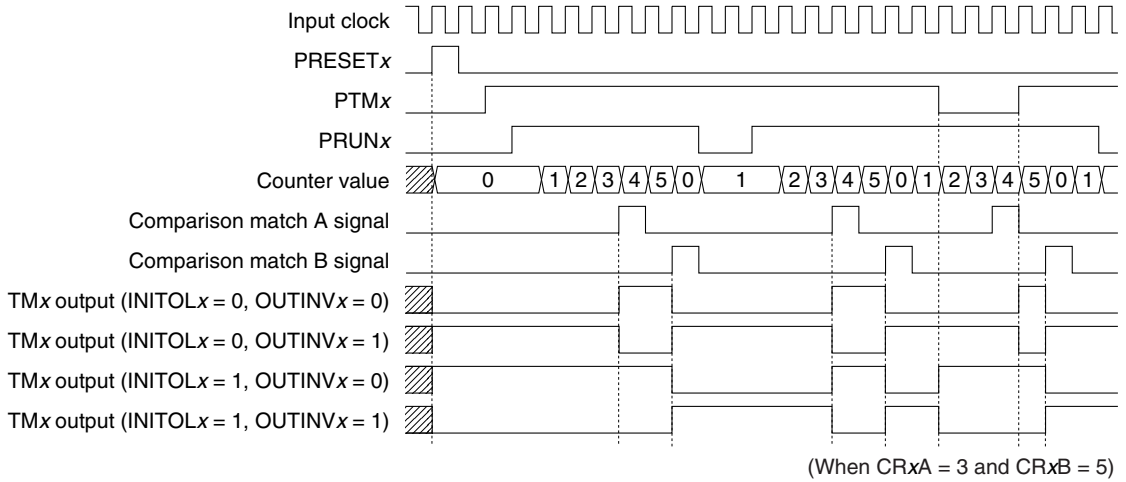 Input clock
PRESETx
PTMx
PRUNx
Counter value 0 1 2 3 4 5 0 1 2 3 4 5 0 1 2 3 4 5 0 1
Comparison match A signal
Comparison match B signal
TMx output (INITOLx = 0, OUTINVx = 0)
TMx output (INITOLx = 0, OUTINVx = 1)
TMx output (INITOLx = 1, OUTINVx = 0)
TMx output (INITOLx = 1, OUTINVx = 1)
(When CRxA = 3 and CRxB = 5)